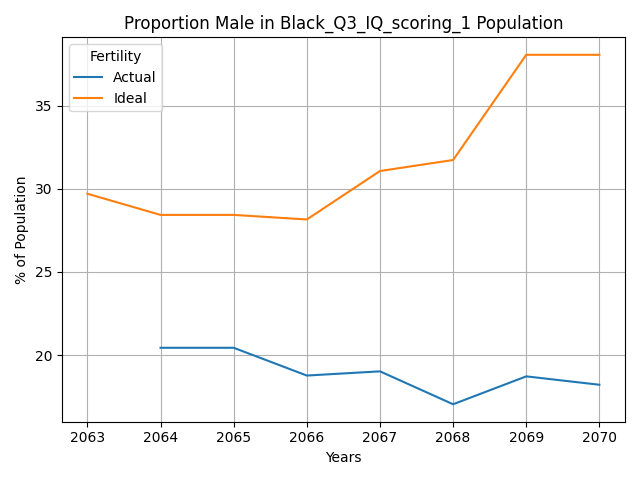 Proportion Male in Black_Q3_IQ_scoring_1 Population
Fertility
Actual
Ideal
% of Population
35
30
25
20
2063 2064 2065 2066 2067 2068 2069 2070
Years